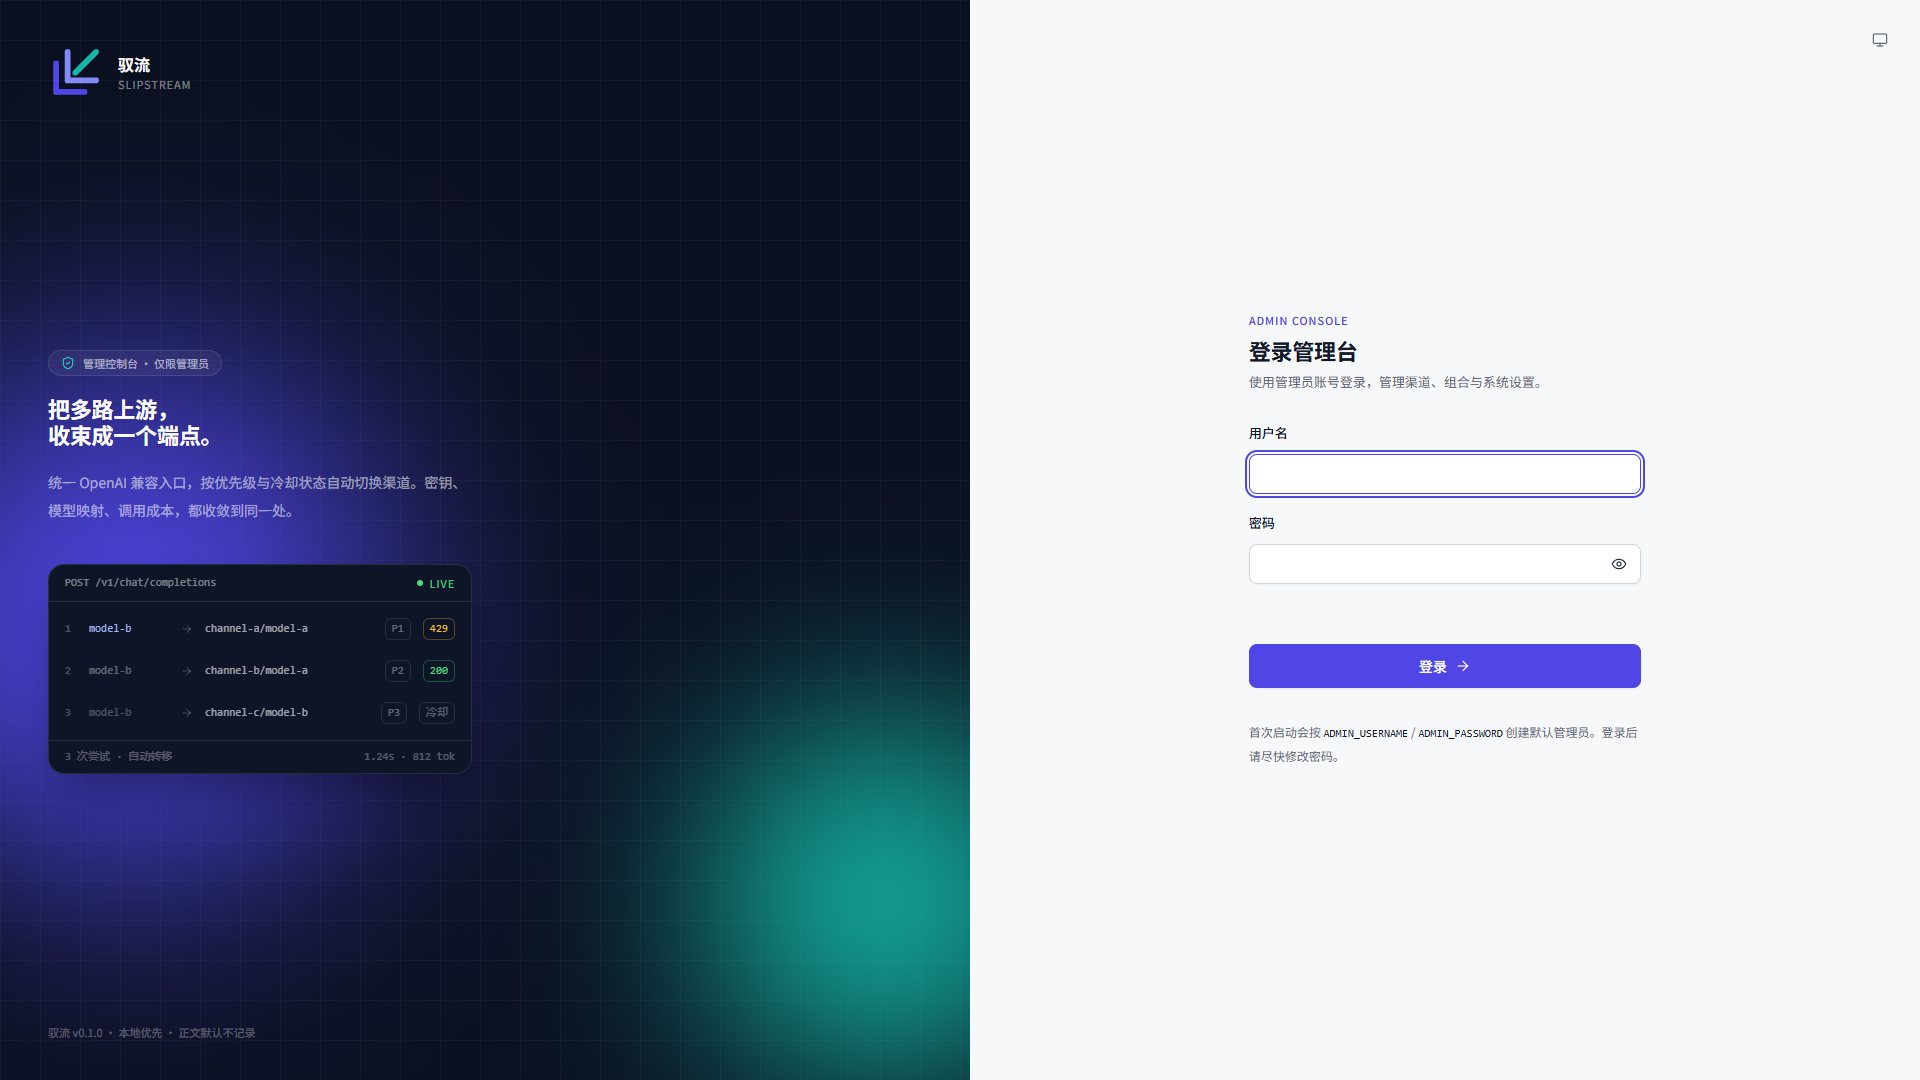 驭流
SLIPSTREAM
管理控制台 · 仅限管理员
把多路上游，
收束成一个端点。
统一 OpenAI 兼容入口，按优先级与冷却状态自动切换渠道。密钥、
模型映射、调用成本，都收敛到同一处。
POST /v1/chat/completions
LIVE
1 model-b → channel-a/model-a P1 429
2 model-b → channel-b/model-a P2 200
3 model-b → channel-c/model-b P3 冷却
3 次尝试 · 自动转移
1.24s · 812 tok
驭流 v0.1.0 · 本地优先 · 正文默认不记录
ADMIN CONSOLE
登录管理台
使用管理员账号登录，管理渠道、组合与系统设置。
用户名
密码
登录 →
首次启动会按 ADMIN_USERNAME / ADMIN_PASSWORD 创建默认管理员。登录后
请尽快修改密码。